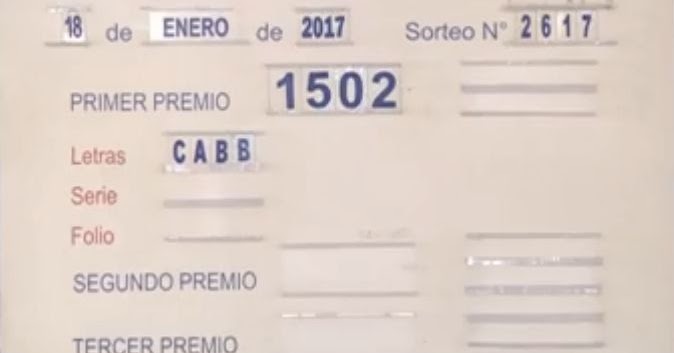 18 de ENERO de 2017 Sorteo N° 2617
PRIMER PREMIO 1502
Letras CABB
Serie
Folio
SEGUNDO PREMIO
TERCER PREMIO